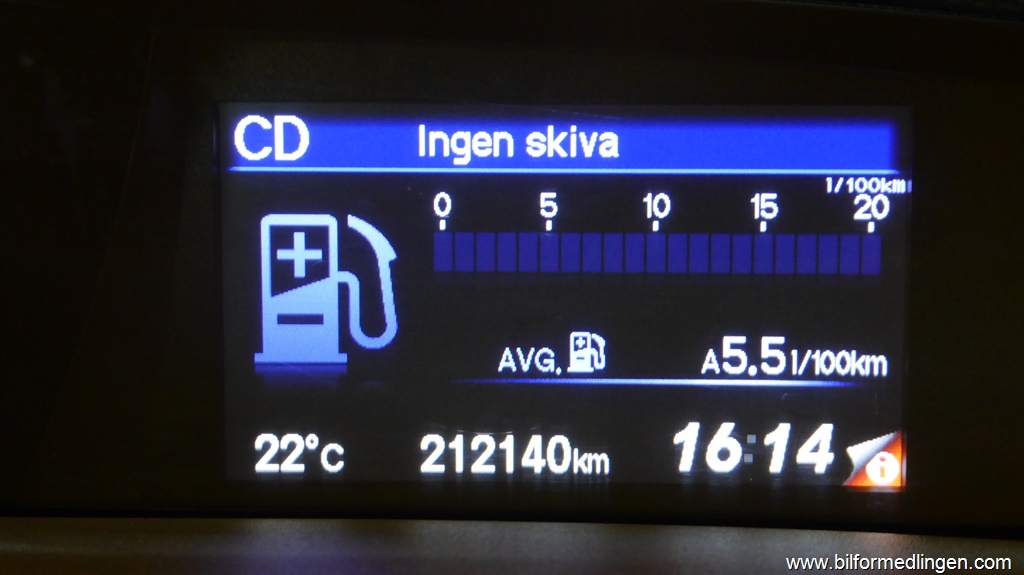 CD Ingen skiva
l/100km
0 5 10 15 20
AVG. A5.5 l/100km
22°C 212140km 16:14 i
www.bilformedlingen.com